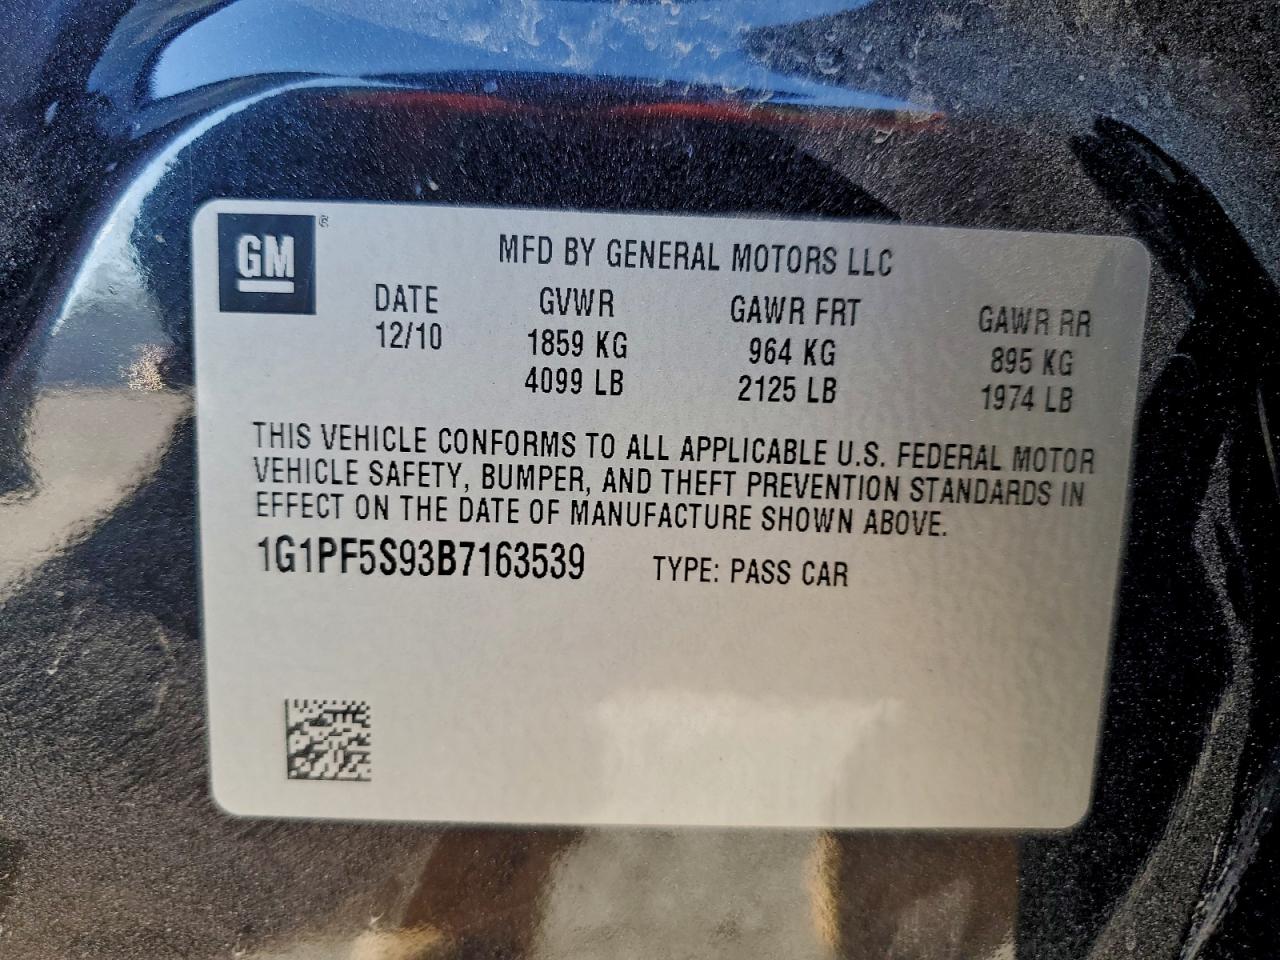 GM ®
MFD BY GENERAL MOTORS LLC
DATE GVWR GAWR FRT GAWR RR
12/10 1859 KG 964 KG 895 KG
4099 LB 2125 LB 1974 LB
THIS VEHICLE CONFORMS TO ALL APPLICABLE U.S. FEDERAL MOTOR
VEHICLE SAFETY, BUMPER, AND THEFT PREVENTION STANDARDS IN
EFFECT ON THE DATE OF MANUFACTURE SHOWN ABOVE.
1G1PF5S93B7163539 TYPE: PASS CAR